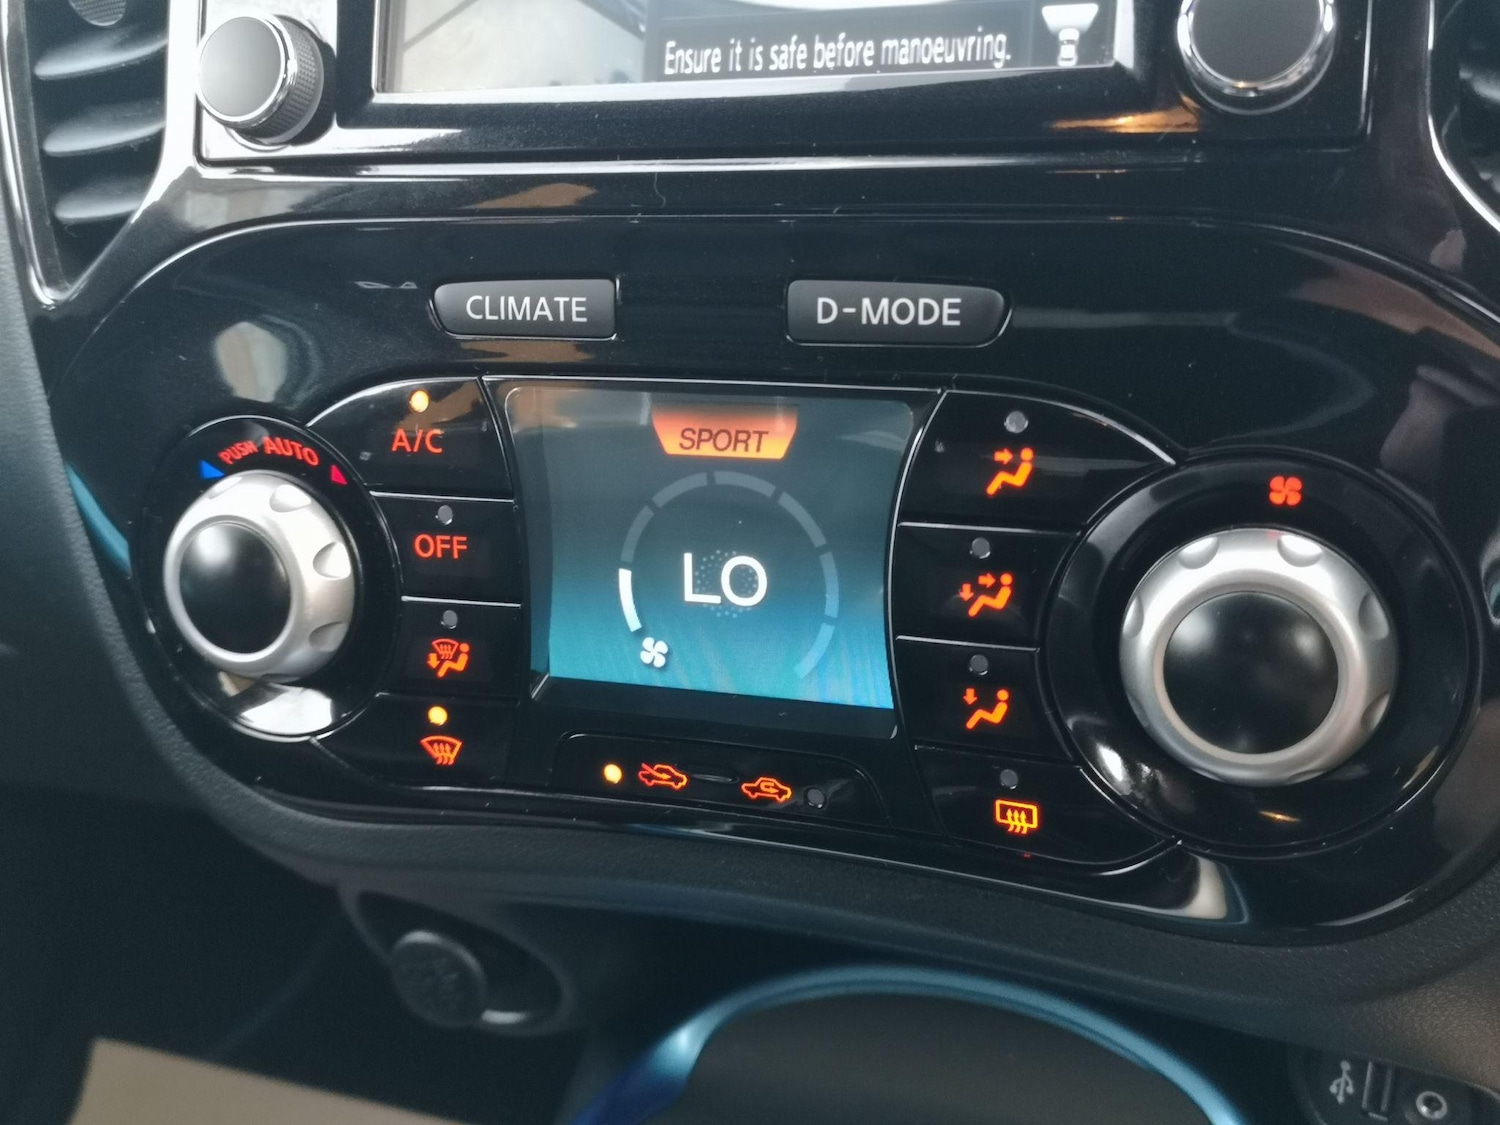 Ensure it is safe before manoeuvring.
CLIMATE
D-MODE
PUSH AUTO
A/C
SPORT
OFF
LO